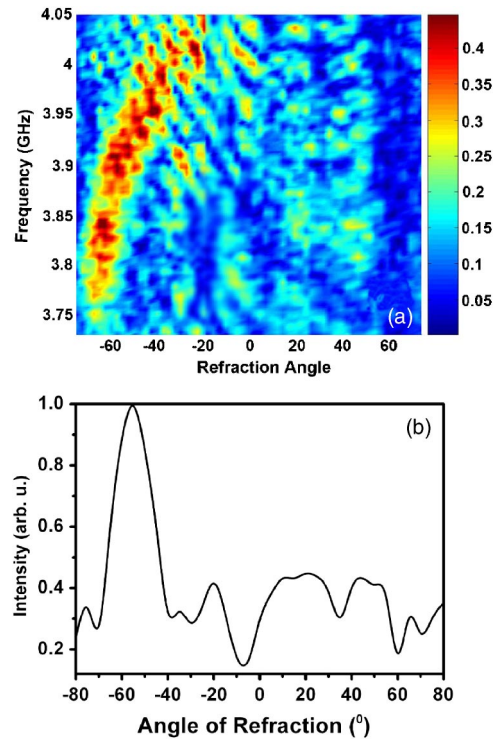 4.05
4
3.95
3.9
3.85
3.8
3.75
Frequency (GHz)
-60 -40 -20 0 20 40 60
Refraction Angle
(a)
0.4
0.35
0.3
0.25
0.2
0.15
0.1
0.05
(b)
1.0
0.8
0.6
0.4
0.2
Intensity (arb. u.)
-80 -60 -40 -20 0 20 40 60 80
Angle of Refraction (⁰)